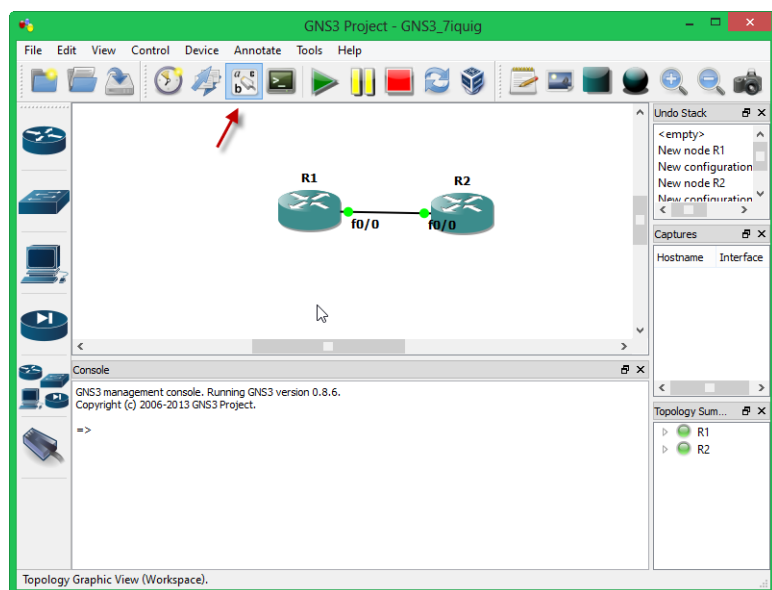 GNS3 Project - GNS3_7iquig
File Edit View Control Device Annotate Tools Help
a c
b
Undo Stack
<empty>
New node R1
New configuration
New node R2
New configuration
R1
R2
f0/0
f0/0
Captures
Hostname Interface
Console
GNS3 management console. Running GNS3 version 0.8.6.
Copyright (c) 2006-2013 GNS3 Project.
=>
Topology Sum...
R1
R2
Topology Graphic View (Workspace).